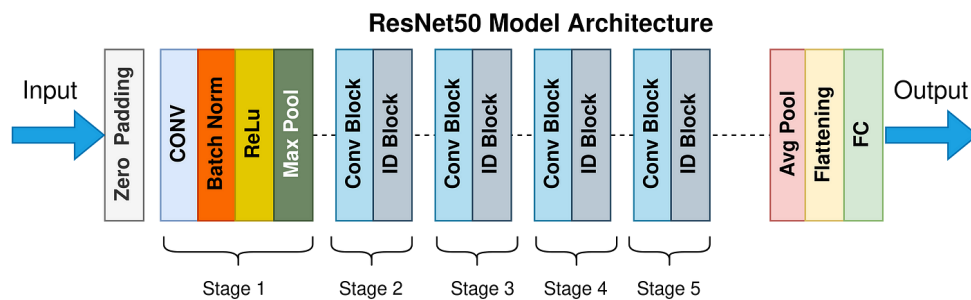 ResNet50 Model Architecture
Input
Zero Padding
CONV
Batch Norm
ReLu
Max Pool
Conv Block
ID Block
Conv Block
ID Block
Conv Block
ID Block
Conv Block
ID Block
Avg Pool
Flattening
FC
Output
Stage 1
Stage 2
Stage 3
Stage 4
Stage 5